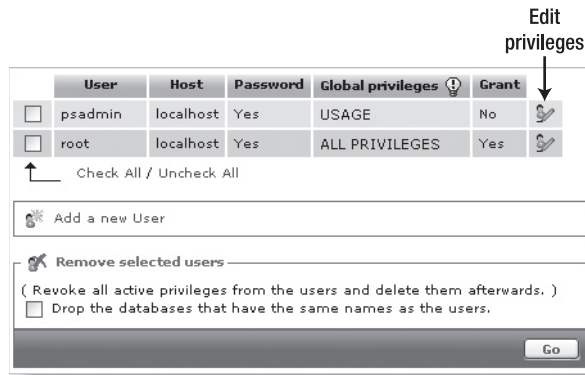 Edit
privileges
User Host Password Global privileges Grant
psadmin localhost Yes USAGE No
root localhost Yes ALL PRIVILEGES Yes
Check All / Uncheck All
Add a new User
Remove selected users
( Revoke all active privileges from the users and delete them afterwards. )
Drop the databases that have the same names as the users.
Go